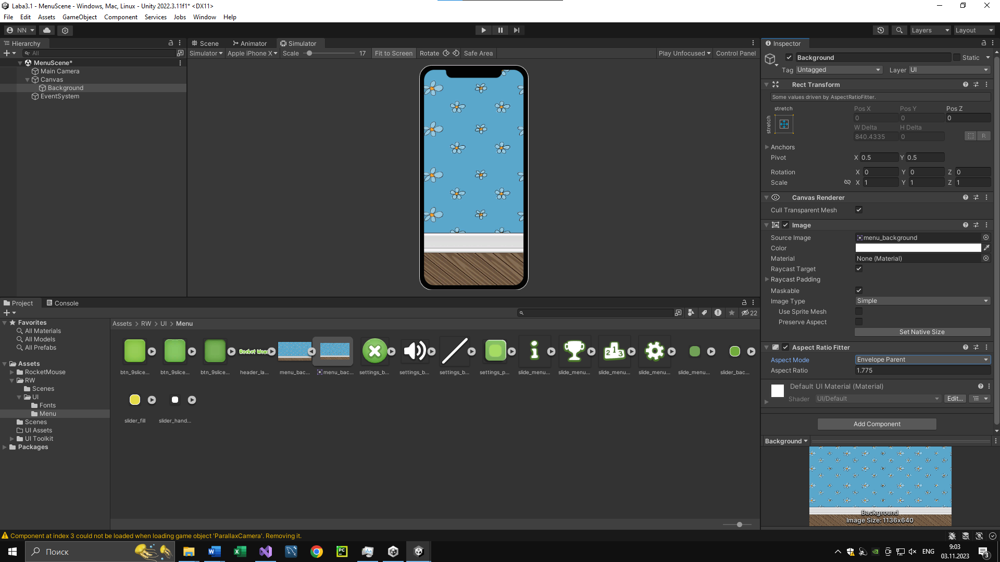 Laba3.1 - MenuScene - Windows, Mac, Linux - Unity 2022.3.11f1* <DX11>
File Edit Assets GameObject Component Services Jobs Window Help
NN
Layers
Layout
Hierarchy
All
MenuScene*
Main Camera
Canvas
Background
EventSystem
Scene Animator Simulator
Simulator Apple iPhone X Scale 17 Fit to Screen Rotate Safe Area Play Unfocused Control Panel
Inspector
Background Static
Tag Untagged Layer UI
Rect Transform
Some values driven by AspectRatioFitter.
stretch
stretch
Pos X Pos Y Pos Z
0 0 0
W Delta H Delta
840.4335 0
R
Anchors
Pivot X 0.5 Y 0.5
Rotation X 0 Y 0 Z 0
Scale X 1 Y 1 Z 1
Canvas Renderer
Cull Transparent Mesh
Image
Source Image menu_background
Color
Material None (Material)
Raycast Target
Raycast Padding
Maskable
Image Type Simple
Use Sprite Mesh
Preserve Aspect
Set Native Size
Aspect Ratio Fitter
Aspect Mode Envelope Parent
Aspect Ratio 1.775
Default UI Material (Material)
Shader UI/Default Edit...
Add Component
Background
Background
Image Size: 1136x640
Project Console
22
Favorites
All Materials
All Models
All Prefabs
Assets
RocketMouse
RW
Scenes
UI
Fonts
Menu
Scenes
UI Assets
UI Toolkit
Packages
Assets > RW > UI > Menu
1 2 3
btn_9slice... btn_9slice... btn_9slice... header_la... menu_bac... menu_bac... settings_b... settings_b... settings_b... settings_p... slide_menu... slide_menu... slide_menu... slide_menu... slide_menu... slider_bac...
slider_fill slider_hand...
Component at index 3 could not be loaded when loading game object 'ParallaxCamera'. Removing it.
Поиск
PC
ENG
9:03
03.11.2023
3